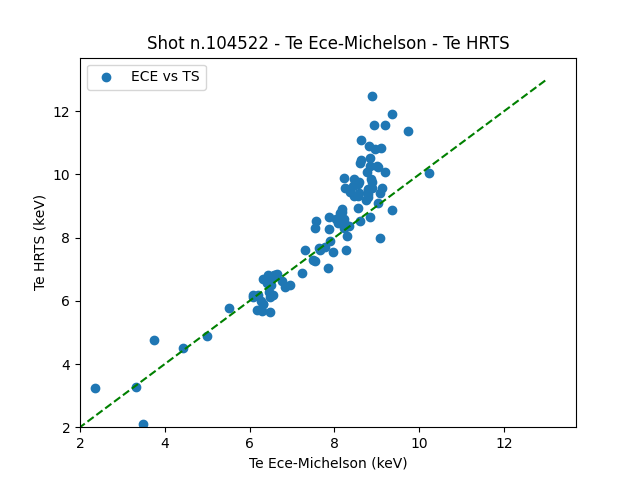 Shot n.104522 - Te Ece-Michelson - Te HRTS
ECE vs TS
Te HRTS (keV)
12
10
8
6
4
2
2 4 6 8 10 12
Te Ece-Michelson (keV)